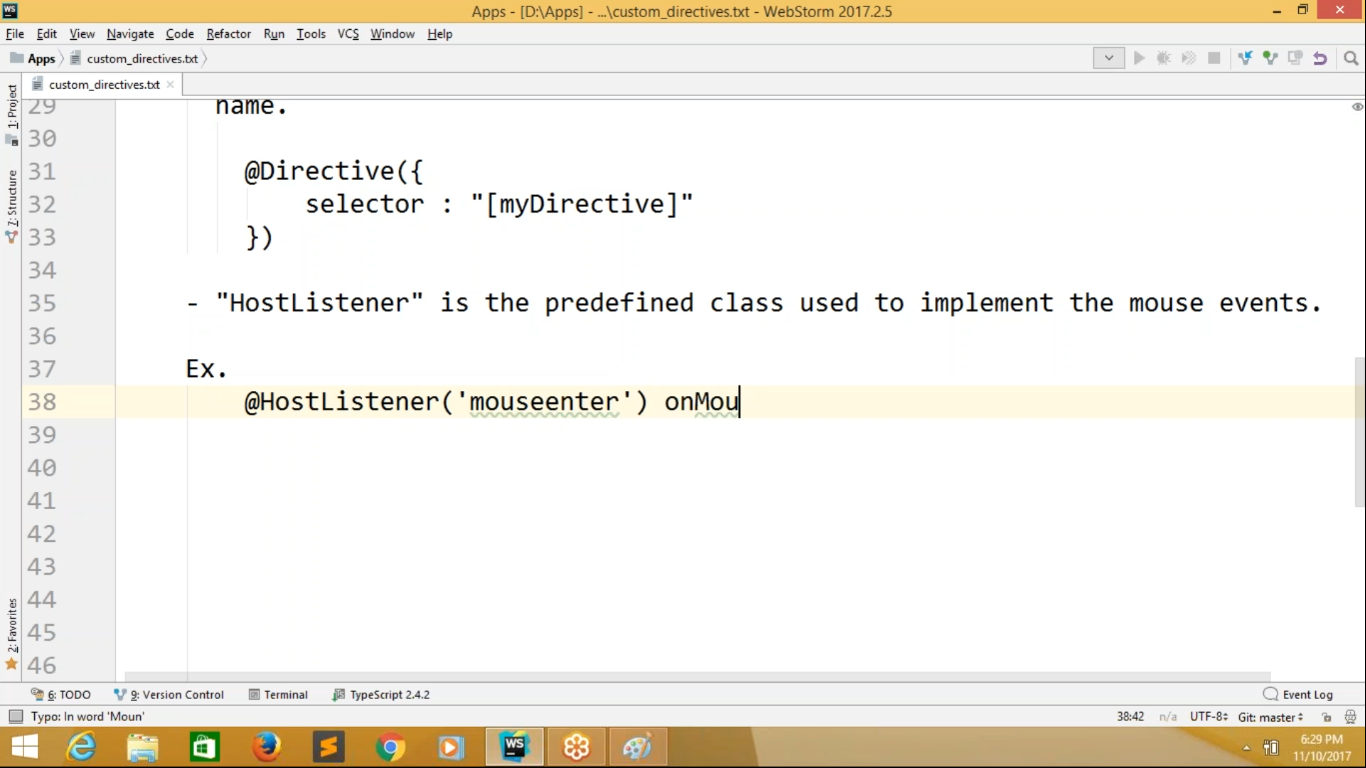 WS
Apps - [D:\Apps] - ...\custom_directives.txt - WebStorm 2017.2.5
File Edit View Navigate Code Refactor Run Tools VCS Window Help
Apps custom_directives.txt
custom_directives.txt
1: Project
7: Structure
2: Favorites
29 name.
30
31 @Directive({
32 selector : "[myDirective]"
33 })
34
35 - "HostListener" is the predefined class used to implement the mouse events.
36
37 Ex.
38 @HostListener('mouseenter') onMou
39
40
41
42
43
44
45
46
6: TODO 9: Version Control Terminal TypeScript 2.4.2 Event Log
Typo: In word 'Moun' 38:42 n/a UTF-8 Git: master
WS
6:29 PM
11/10/2017